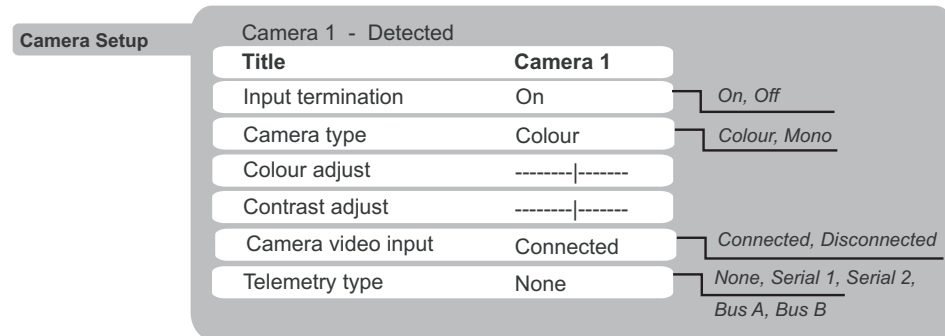 Camera Setup
Camera 1 - Detected
Title Camera 1
Input termination On On, Off
Camera type Colour Colour, Mono
Colour adjust --------|-------
Contrast adjust --------|-------
Camera video input Connected Connected, Disconnected
Telemetry type None None, Serial 1, Serial 2,
Bus A, Bus B